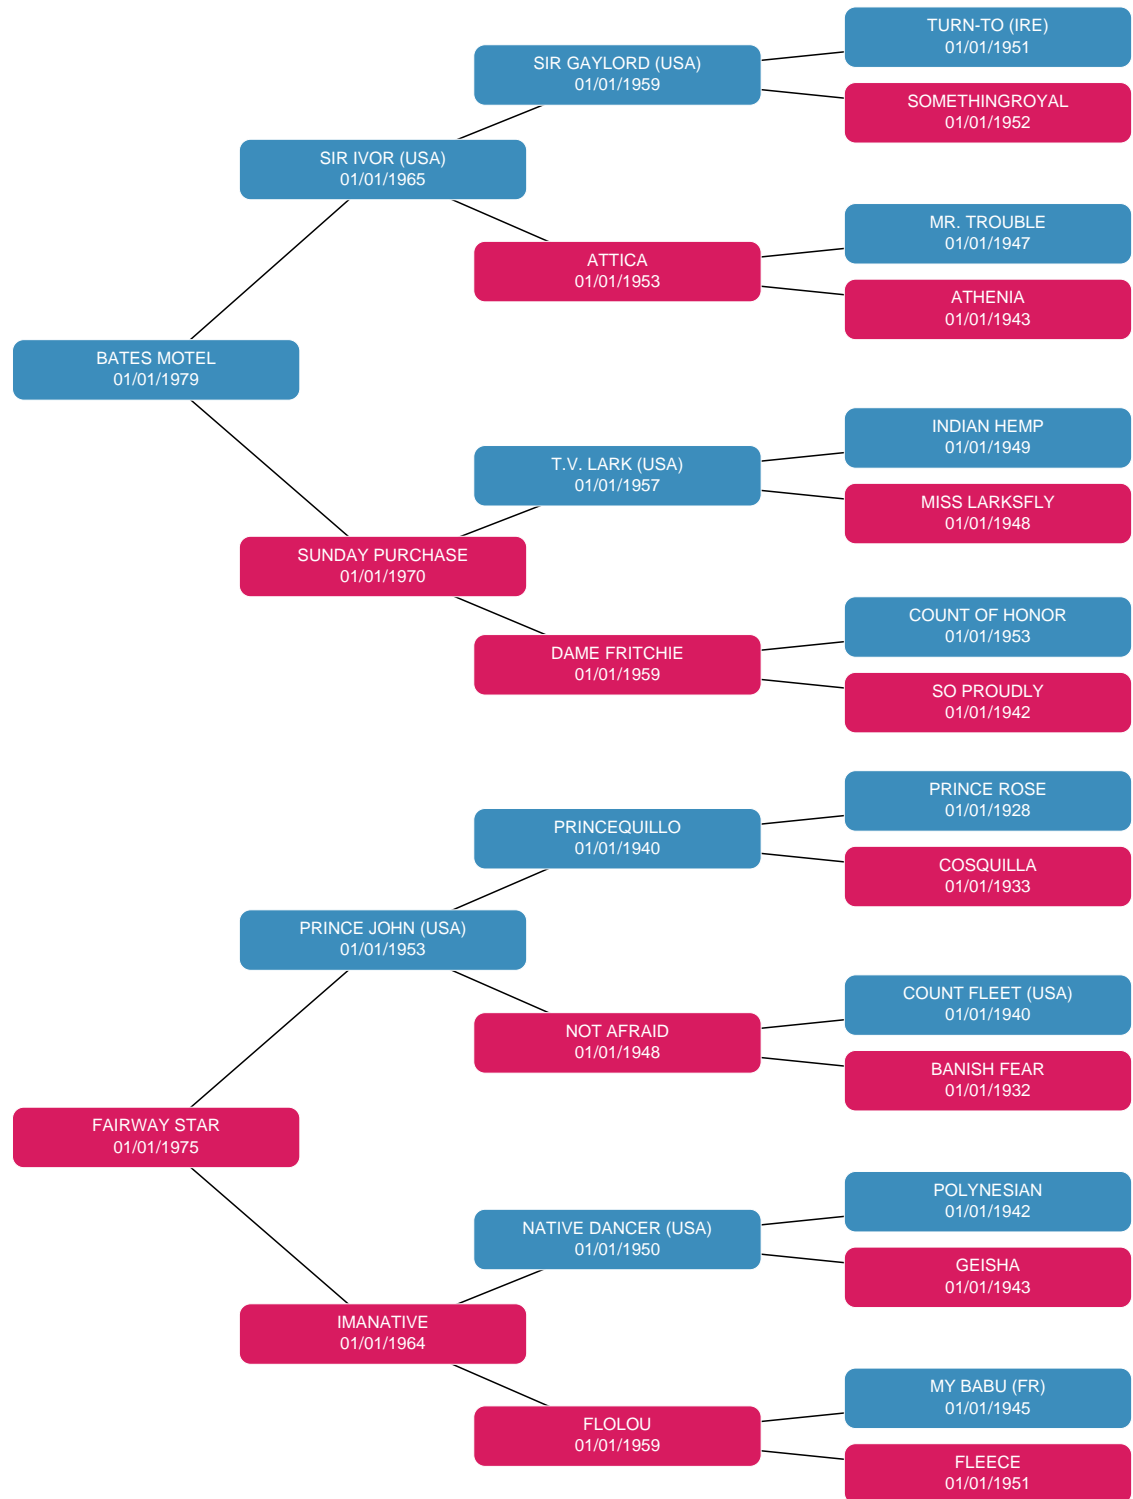 TURN-TO (IRE)
01/01/1951
SIR GAYLORD (USA)
01/01/1959
SOMETHINGROYAL
01/01/1952
SIR IVOR (USA)
01/01/1965
MR. TROUBLE
01/01/1947
ATTICA
01/01/1953
ATHENIA
01/01/1943
BATES MOTEL
01/01/1979
INDIAN HEMP
01/01/1949
T.V. LARK (USA)
01/01/1957
MISS LARKSFLY
01/01/1948
SUNDAY PURCHASE
01/01/1970
COUNT OF HONOR
01/01/1953
DAME FRITCHIE
01/01/1959
SO PROUDLY
01/01/1942
PRINCE ROSE
01/01/1928
PRINCEQUILLO
01/01/1940
COSQUILLA
01/01/1933
PRINCE JOHN (USA)
01/01/1953
COUNT FLEET (USA)
01/01/1940
NOT AFRAID
01/01/1948
BANISH FEAR
01/01/1932
FAIRWAY STAR
01/01/1975
POLYNESIAN
01/01/1942
NATIVE DANCER (USA)
01/01/1950
GEISHA
01/01/1943
IMANATIVE
01/01/1964
MY BABU (FR)
01/01/1945
FLOLOU
01/01/1959
FLEECE
01/01/1951